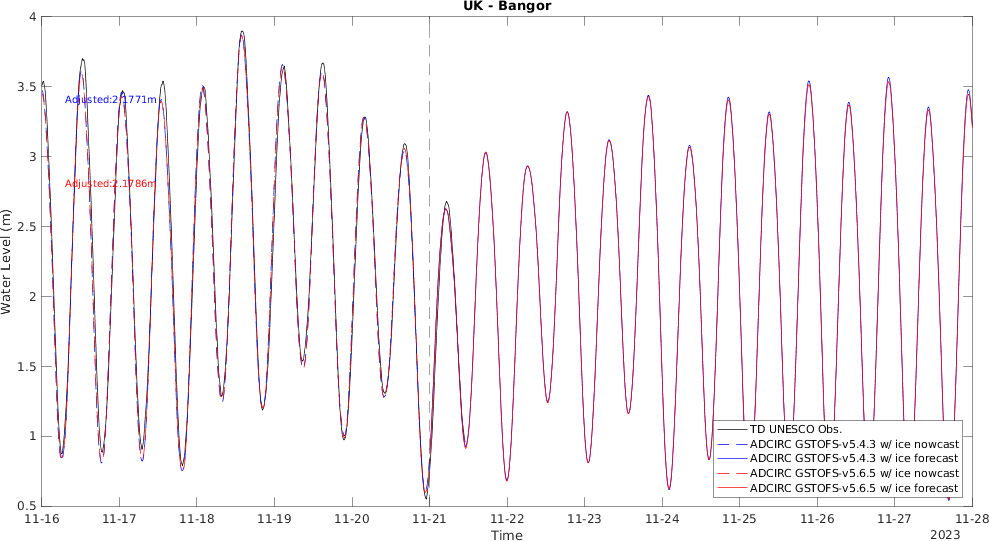 UK - Bangor
4
3.5
3
2.5
2
1.5
1
0.5
Water Level (m)
Adjusted:2.1771m
Adjusted:2.1786m
TD UNESCO Obs.
ADCIRC GSTOFS-v5.4.3 w/ ice nowcast
ADCIRC GSTOFS-v5.4.3 w/ ice forecast
ADCIRC GSTOFS-v5.6.5 w/ ice nowcast
ADCIRC GSTOFS-v5.6.5 w/ ice forecast
11-16 11-17 11-18 11-19 11-20 11-21 11-22 11-23 11-24 11-25 11-26 11-27 11-28
Time
2023